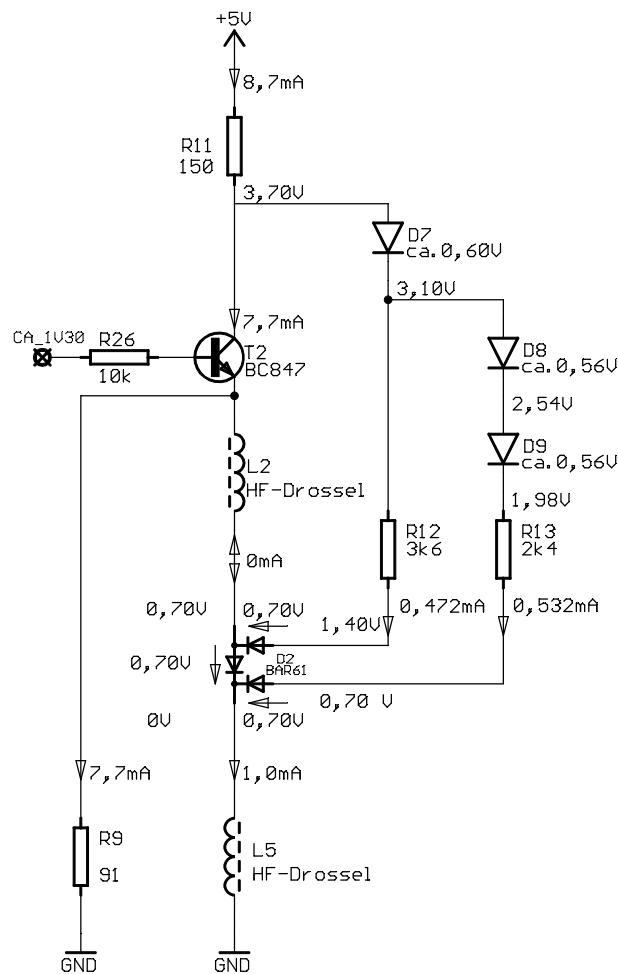 +5V
8,7mA
R11
150
3,70V
D7
ca.0,60V
3,10V
7,7mA
CA_1V30
R26
10k
T2
BC847
D8
ca.0,56V
2,54V
D9
ca.0,56V
1,98V
L2
HF-Drossel
R12
3k6
R13
2k4
0mA
0,70V
0,70V
0,472mA
0,532mA
1,40V
0,70V
D2
BAR61
0,70 V
0V
0,70V
7,7mA
1,0mA
R9
91
L5
HF-Drossel
GND
GND